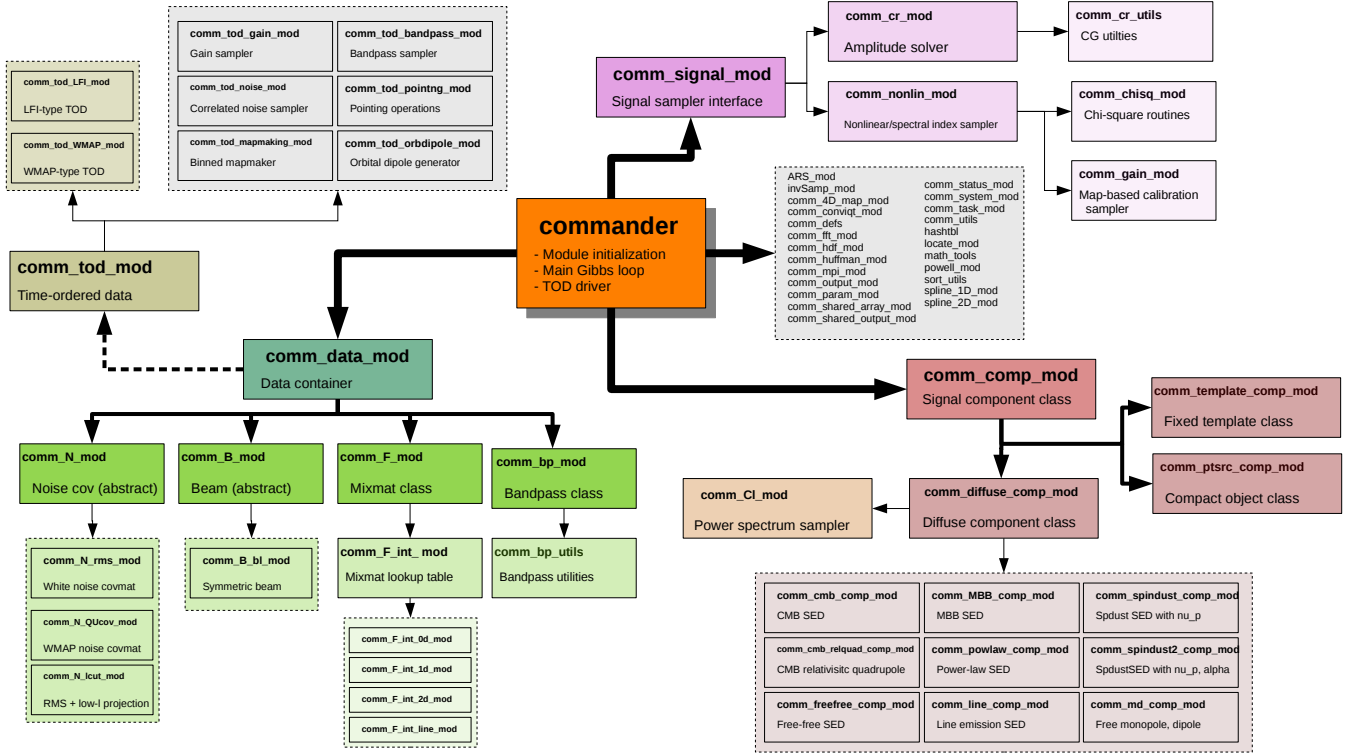 comm_tod_LFI_mod
LFI-type TOD
comm_tod_WMAP_mod
WMAP-type TOD
comm_tod_gain_mod
Gain sampler
comm_tod_bandpass_mod
Bandpass sampler
comm_tod_noise_mod
Correlated noise sampler
comm_tod_pointng_mod
Pointing operations
comm_tod_mapmaking_mod
Binned mapmaker
comm_tod_orbdipole_mod
Orbital dipole generator
comm_signal_mod
Signal sampler interface
comm_cr_mod
Amplitude solver
comm_cr_utils
CG utilties
comm_nonlin_mod
Nonlinear/spectral index sampler
comm_chisq_mod
Chi-square routines
comm_gain_mod
Map-based calibration
sampler
commander
- Module initialization
- Main Gibbs loop
- TOD driver
ARS_mod
invSamp_mod
comm_4D_map_mod
comm_conviqt_mod
comm_defs
comm_fft_mod
comm_hdf_mod
comm_huffman_mod
comm_mpi_mod
comm_output_mod
comm_param_mod
comm_shared_array_mod
comm_shared_output_mod
comm_status_mod
comm_system_mod
comm_task_mod
comm_utils
hashtbl
locate_mod
math_tools
powell_mod
sort_utils
spline_1D_mod
spline_2D_mod
comm_tod_mod
Time-ordered data
comm_data_mod
Data container
comm_N_mod
Noise cov (abstract)
comm_B_mod
Beam (abstract)
comm_F_mod
Mixmat class
comm_bp_mod
Bandpass class
comm_N_rms_mod
White noise covmat
comm_N_QUcov_mod
WMAP noise covmat
comm_N_lcut_mod
RMS + low-l projection
comm_B_bl_mod
Symmetric beam
comm_F_int_ mod
Mixmat lookup table
comm_bp_utils
Bandpass utilities
comm_F_int_0d_mod
comm_F_int_1d_mod
comm_F_int_2d_mod
comm_F_int_line_mod
comm_comp_mod
Signal component class
comm_template_comp_mod
Fixed template class
comm_ptsrc_comp_mod
Compact object class
comm_Cl_mod
Power spectrum sampler
comm_diffuse_comp_mod
Diffuse component class
comm_cmb_comp_mod
CMB SED
comm_MBB_comp_mod
MBB SED
comm_spindust_comp_mod
Spdust SED with nu_p
comm_cmb_relquad_comp_mod
CMB relativisitc quadrupole
comm_powlaw_comp_mod
Power-law SED
comm_spindust2_comp_mod
SpdustSED with nu_p, alpha
comm_freefree_comp_mod
Free-free SED
comm_line_comp_mod
Line emission SED
comm_md_comp_mod
Free monopole, dipole